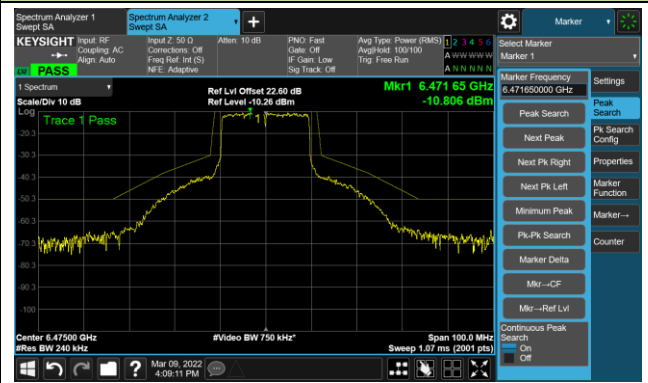 Spectrum Analyzer 1
Swept SA
Spectrum Analyzer 2
Swept SA
Marker
KEYSIGHT
Input: RF
Coupling: AC
Align: Auto
Input Z: 50 Ω
Corrections: Off
Freq Ref: Int (S)
NFE: Adaptive
Atten: 10 dB
PNO: Fast
Gate: Off
IF Gain: Low
Sig Track: Off
Avg Type: Power (RMS)
Avg|Hold: 100/100
Trig: Free Run
1 2 3 4 5 6
A W W W W W
A N N N N N
LXI
PASS
Select Marker
Marker 1
1 Spectrum
Scale/Div 10 dB
Log
Ref Lvl Offset 22.60 dB
Ref Level -10.26 dBm
Mkr1 6.471 65 GHz
-10.806 dBm
Trace 1 Pass
1
-20.3
-30.3
-40.3
-50.3
-60.3
-70.3
-80.3
-90.3
-100
Center 6.47500 GHz
#Res BW 240 kHz
#Video BW 750 kHz*
Span 100.0 MHz
Sweep 1.07 ms (2001 pts)
Marker Frequency
6.471650000 GHz
Peak Search
Next Peak
Next Pk Right
Next Pk Left
Minimum Peak
Pk-Pk Search
Marker Delta
Mkr→CF
Mkr→Ref Lvl
Continuous Peak
Search
On
Off
Settings
Peak
Search
Pk Search
Config
Properties
Marker
Function
Marker→
Counter
?
Mar 09, 2022
4:09:11 PM